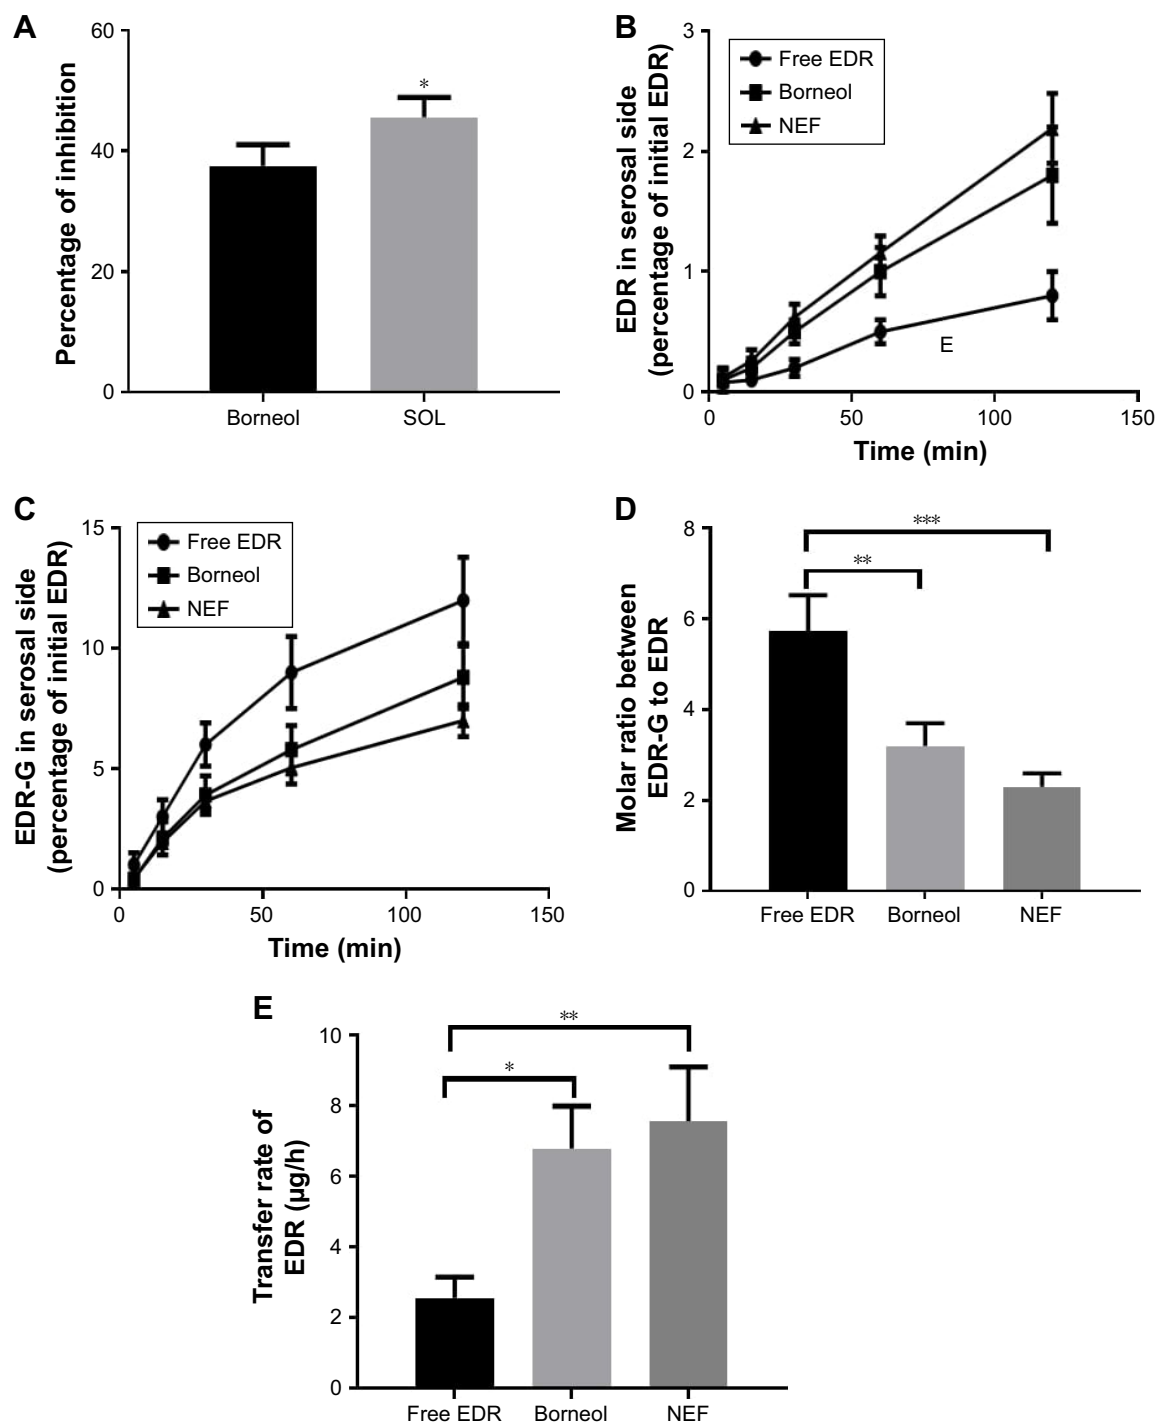 A
Percentage of inhibition
60
40
20
0
*
Borneol
SOL
B
EDR in serosal side
(percentage of initial EDR)
3
2
1
0
Free EDR
Borneol
NEF
E
0
50
100
150
Time (min)
C
EDR-G in serosal side
(percentage of initial EDR)
15
10
5
0
Free EDR
Borneol
NEF
0
50
100
150
Time (min)
D
Molar ratio between
EDR-G to EDR
8
6
4
2
0
***
**
Free EDR
Borneol
NEF
E
Transfer rate of
EDR (µg/h)
10
8
6
4
2
0
**
*
Free EDR
Borneol
NEF